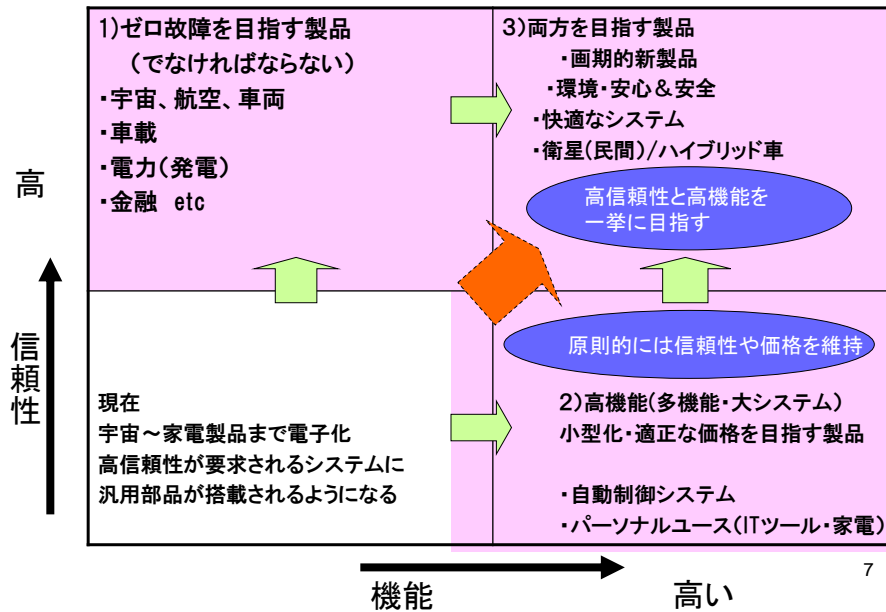 1)ゼロ故障を目指す製品
(でなければならない)
・宇宙、航空、車両
・車載
・電力(発電)
・金融 etc
3)両方を目指す製品
・画期的新製品
・環境・安心&安全
・快適なシステム
・衛星(民間)/ハイブリッド車
高信頼性と高機能を
一挙に目指す
高
信頼性
現在
宇宙～家電製品まで電子化
高信頼性が要求されるシステムに
汎用部品が搭載されるようになる
原則的には信頼性や価格を維持
2)高機能(多機能・大システム)
小型化・適正な価格を目指す製品
・自動制御システム
・パーソナルユース(ITツール・家電)
機能
高い
7